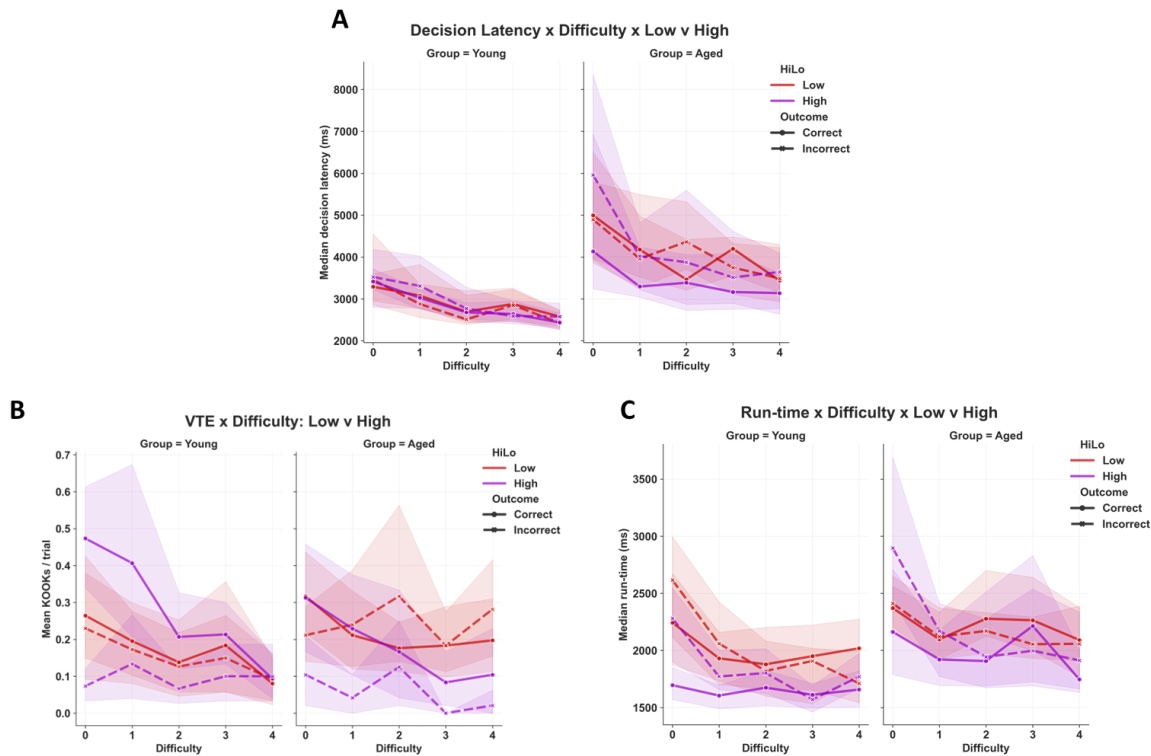 A
Decision Latency x Difficulty x Low v High
Group = Young
Group = Aged
HiLo
Low
High
Outcome
Correct
Incorrect
8000
7000
6000
5000
4000
3000
2000
Median decision latency (ms)
0 1 2 3 4
0 1 2 3 4
Difficulty
Difficulty
B
VTE x Difficulty: Low v High
Group = Young
Group = Aged
HiLo
Low
High
Outcome
Correct
Incorrect
0.7
0.6
0.5
0.4
0.3
0.2
0.1
0.0
Mean KOOKs / trial
0 1 2 3 4
0 1 2 3 4
Difficulty
Difficulty
C
Run-time x Difficulty x Low v High
Group = Young
Group = Aged
HiLo
Low
High
Outcome
Correct
Incorrect
3500
3000
2500
2000
1500
Median run-time (ms)
0 1 2 3 4
0 1 2 3 4
Difficulty
Difficulty